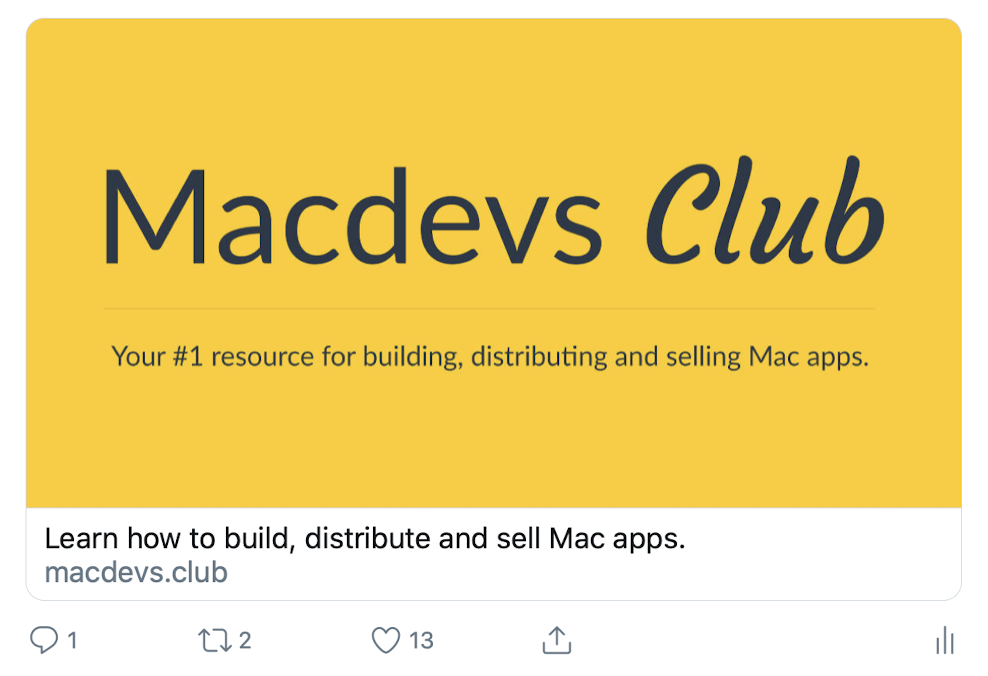 Macdevs Club
Your #1 resource for building, distributing and selling Mac apps.
Learn how to build, distribute and sell Mac apps.
macdevs.club
1 2 13